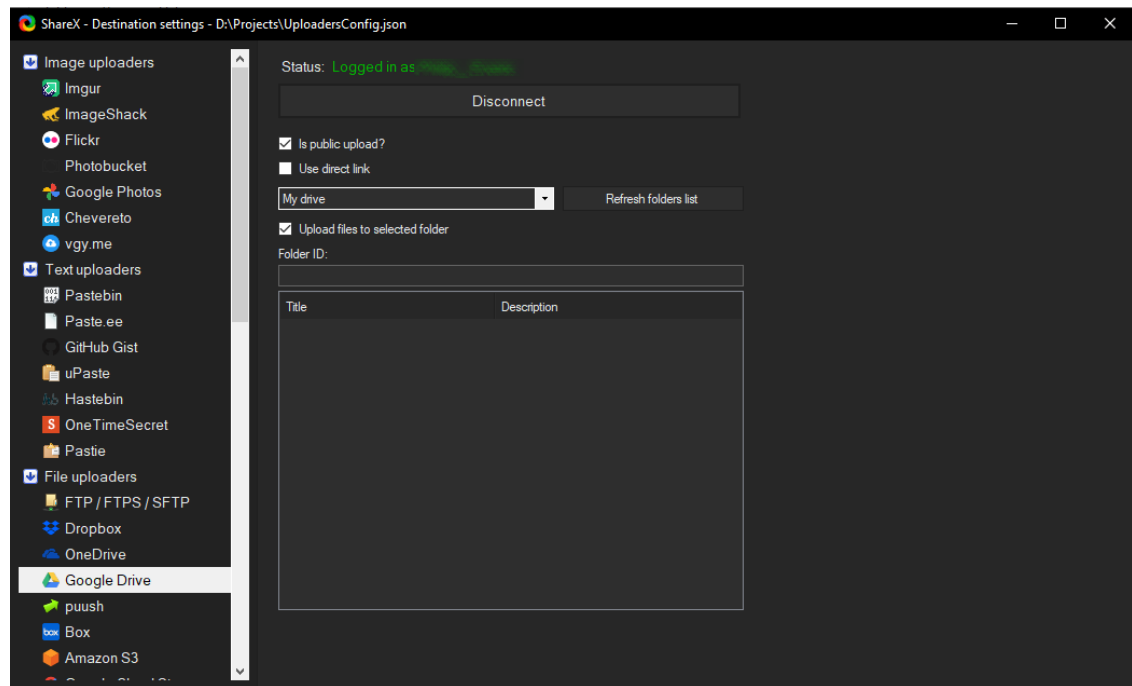 ShareX - Destination settings - D:\Projects\UploadersConfig.json
Image uploaders
Imgur
ImageShack
Flickr
Photobucket
Google Photos
ch Chevereto
vgy.me
Text uploaders
Pastebin
Paste.ee
GitHub Gist
uPaste
Hastebin
S OneTimeSecret
Pastie
File uploaders
FTP / FTPS / SFTP
Dropbox
OneDrive
Google Drive
puush
box Box
Amazon S3
Status: Logged in as
Disconnect
Is public upload?
Use direct link
My drive
Refresh folders list
Upload files to selected folder
Folder ID:
Title Description